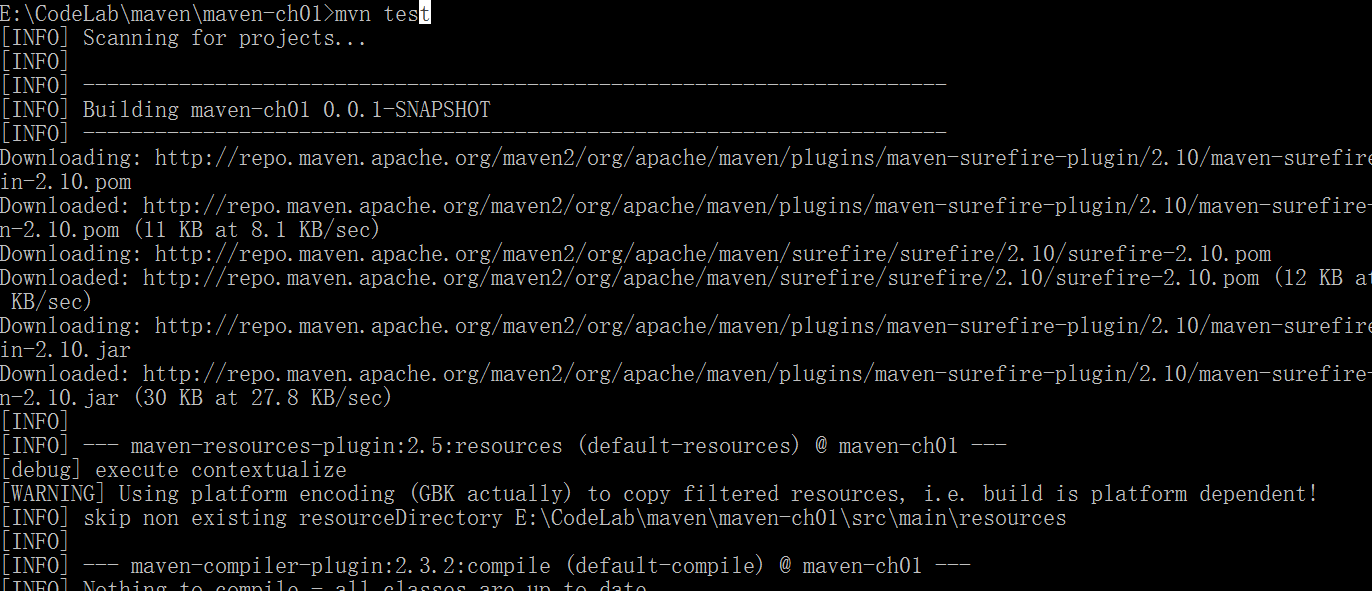 E:\CodeLab\maven\maven-ch01>mvn test
[INFO] Scanning for projects...
[INFO]
[INFO] ------------------------------------------------------------------------
[INFO] Building maven-ch01 0.0.1-SNAPSHOT
[INFO] ------------------------------------------------------------------------
Downloading: http://repo.maven.apache.org/maven2/org/apache/maven/plugins/maven-surefire-plugin/2.10/maven-surefire
in-2.10.pom
Downloaded: http://repo.maven.apache.org/maven2/org/apache/maven/plugins/maven-surefire-plugin/2.10/maven-surefire-
n-2.10.pom (11 KB at 8.1 KB/sec)
Downloading: http://repo.maven.apache.org/maven2/org/apache/maven/surefire/surefire/2.10/surefire-2.10.pom
Downloaded: http://repo.maven.apache.org/maven2/org/apache/maven/surefire/surefire/2.10/surefire-2.10.pom (12 KB at
KB/sec)
Downloading: http://repo.maven.apache.org/maven2/org/apache/maven/plugins/maven-surefire-plugin/2.10/maven-surefire
in-2.10.jar
Downloaded: http://repo.maven.apache.org/maven2/org/apache/maven/plugins/maven-surefire-plugin/2.10/maven-surefire-
n-2.10.jar (30 KB at 27.8 KB/sec)
[INFO]
[INFO] --- maven-resources-plugin:2.5:resources (default-resources) @ maven-ch01 ---
[debug] execute contextualize
[WARNING] Using platform encoding (GBK actually) to copy filtered resources, i.e. build is platform dependent!
[INFO] skip non existing resourceDirectory E:\CodeLab\maven\maven-ch01\src\main\resources
[INFO]
[INFO] --- maven-compiler-plugin:2.3.2:compile (default-compile) @ maven-ch01 ---
[INFO] Nothing to compile - all classes are up to date